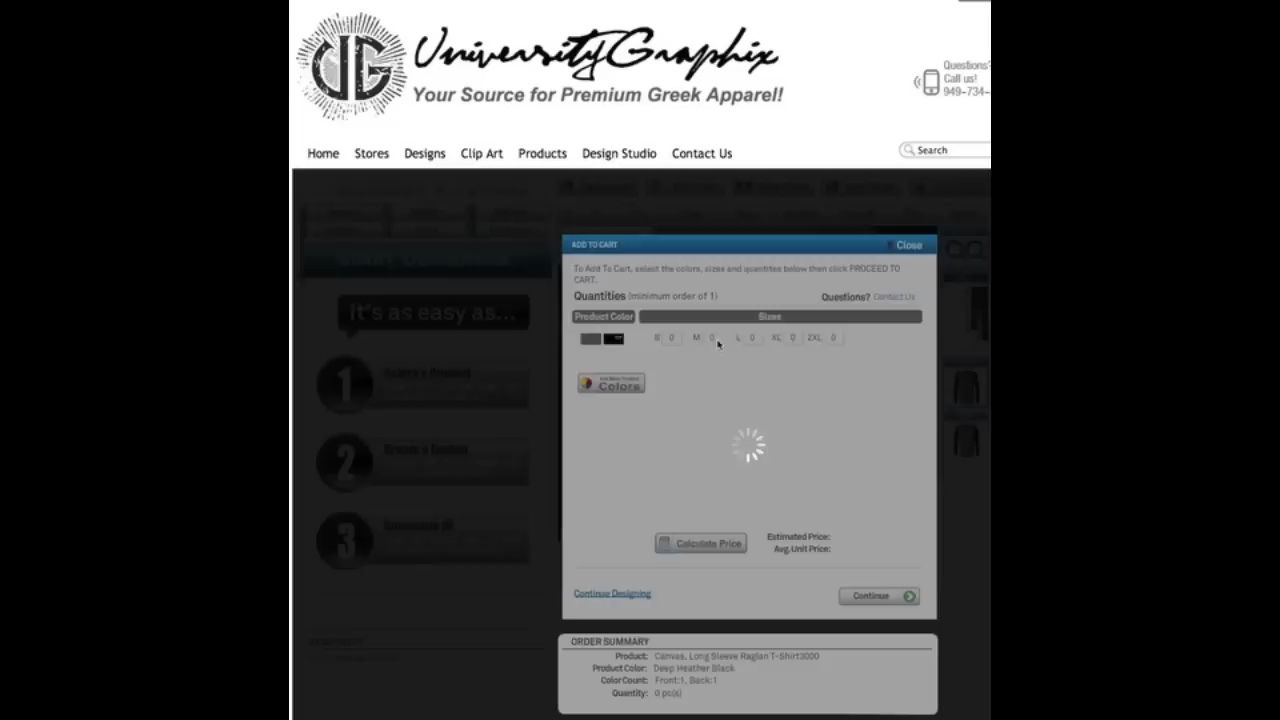 UG
UniversityGraphix
Your Source for Premium Greek Apparel!
Questions?
Call us!
949-734-
Home Stores Designs Clip Art Products Design Studio Contact Us
Search
ADD TO CART
Close
To Add To Cart, select the colors, sizes and quantities below then click PROCEED TO
CART.
Quantities (minimum order of 1)
Questions? Contact Us
Product Color Sizes
S 0 M 0 L 0 XL 0 2XL 0
Colors
it's as easy as...
1
2
3
Calculate Price
Estimated Price:
Avg.Unit Price:
Continue Designing
Continue
ORDER SUMMARY
Product: Canvas, Long Sleeve Raglan T-Shirt3000
Product Color: Deep Heather Black
Color Count: Front:1, Back:1
Quantity: 0 pc(s)